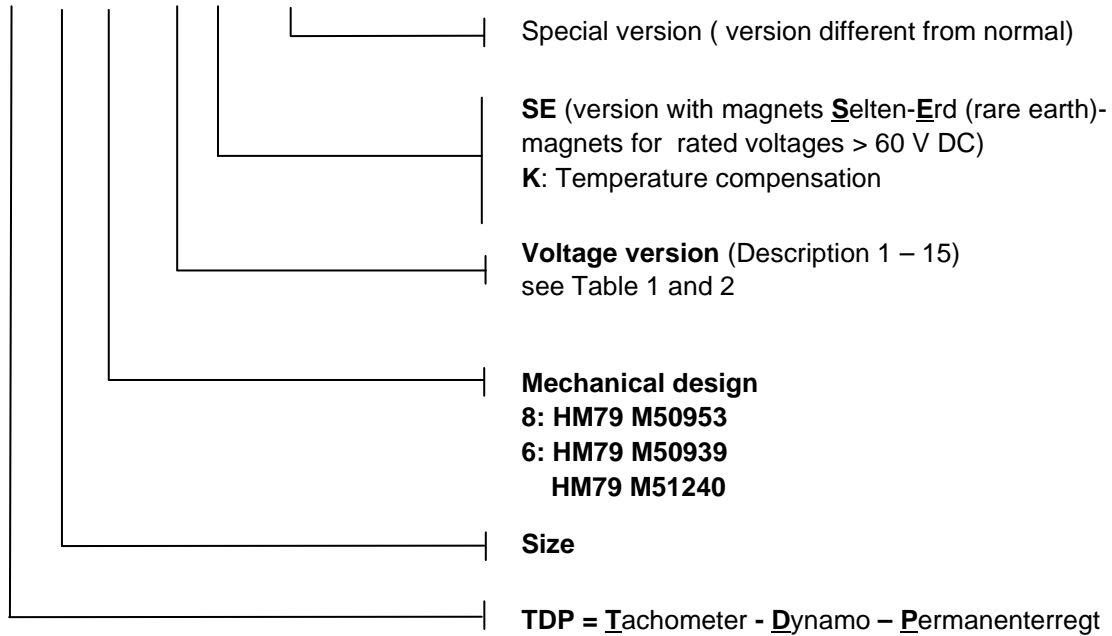 Special version ( version different from normal)
SE (version with magnets Selten-Erd (rare earth)-
magnets for rated voltages > 60 V DC)
K: Temperature compensation
Voltage version (Description 1 – 15)
see Table 1 and 2
Mechanical design
8: HM79 M50953
6: HM79 M50939
HM79 M51240
Size
TDP = Tachometer - Dynamo – Permanenterregt